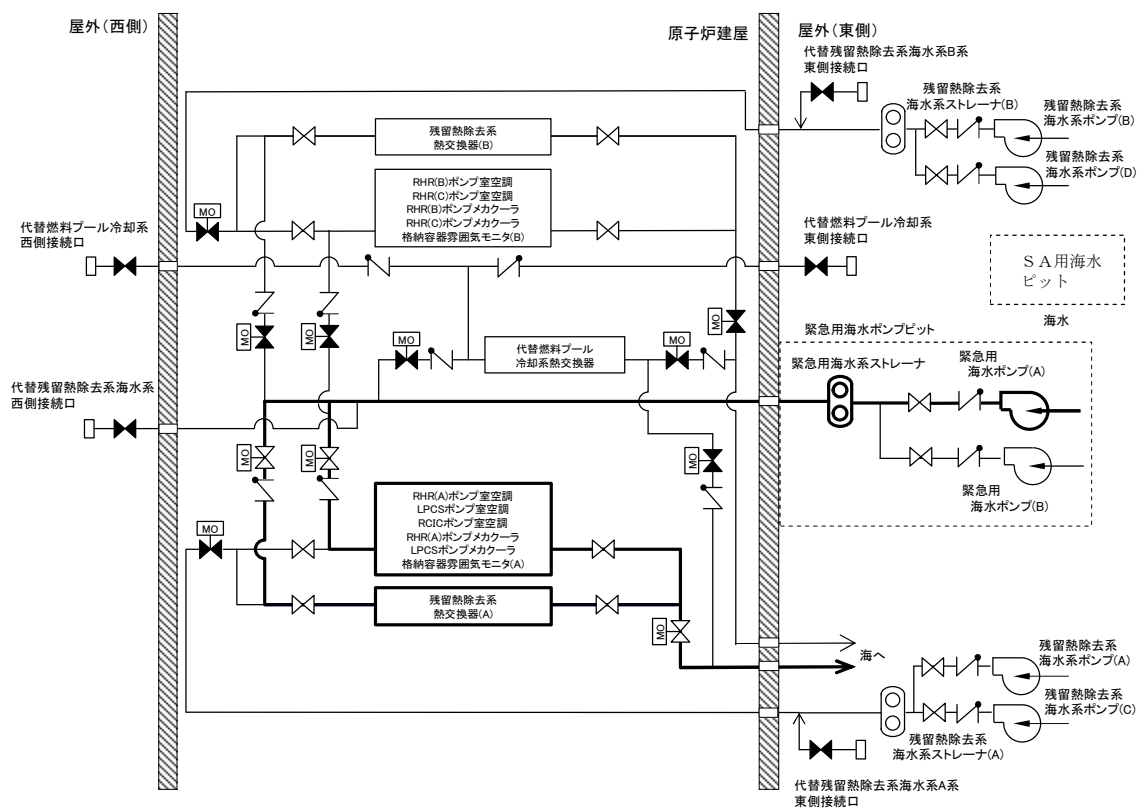 屋外(西側)
原子炉建屋
屋外(東側)
代替残留熱除去系海水系B系
東側接続口
残留熱除去系
海水系ストレーナ(B)
残留熱除去系
海水系ポンプ(B)
残留熱除去系
海水系ポンプ(D)
残留熱除去系
熱交換器(B)
RHR(B)ポンプ室空調
RHR(C)ポンプ室空調
RHR(B)ポンプメカクーラ
RHR(C)ポンプメカクーラ
格納容器雰囲気モニタ(B)
MO
代替燃料プール冷却系
西側接続口
代替燃料プール冷却系
東側接続口
SA用海水
ピット
海水
MO
MO
MO
MO
代替燃料プール
冷却系熱交換器
MO
緊急用海水ポンプピット
緊急用海水系ストレーナ
緊急用
海水ポンプ(A)
代替残留熱除去系海水系
西側接続口
MO
MO
MO
緊急用
海水ポンプ(B)
RHR(A)ポンプ室空調
LPCSポンプ室空調
RCICポンプ室空調
RHR(A)ポンプメカクーラ
LPCSポンプメカクーラ
格納容器雰囲気モニタ(A)
MO
残留熱除去系
熱交換器(A)
MO
海へ
残留熱除去系
海水系ポンプ(A)
残留熱除去系
海水系ポンプ(C)
残留熱除去系
海水系ストレーナ(A)
代替残留熱除去系海水系A系
東側接続口